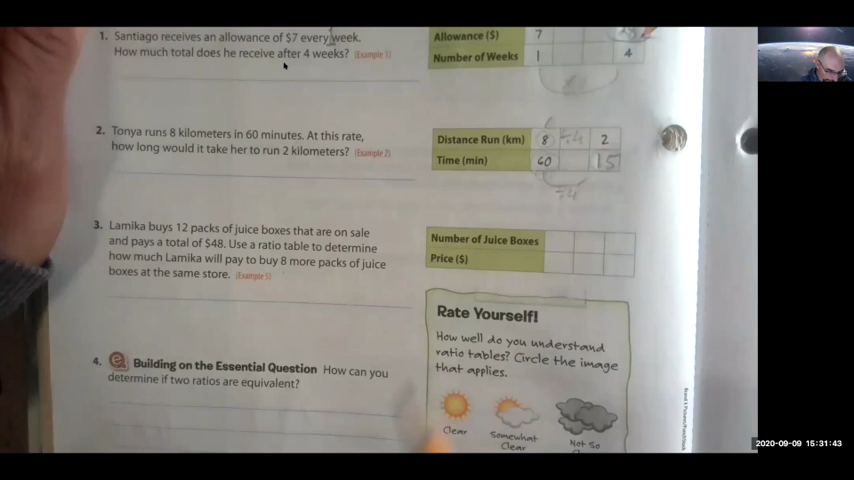 1. Santiago receives an allowance of $7 every week.
How much total does he receive after 4 weeks? (Example 1)
Allowance ($) 7
Number of Weeks 1 4
2. Tonya runs 8 kilometers in 60 minutes. At this rate,
how long would it take her to run 2 kilometers? (Example 2)
Distance Run (km) 8 ÷4 2
Time (min) 60 15
÷4
3. Lamika buys 12 packs of juice boxes that are on sale
and pays a total of $48. Use a ratio table to determine
how much Lamika will pay to buy 8 more packs of juice
boxes at the same store. (Example 5)
Number of Juice Boxes
Price ($)
4. e Building on the Essential Question How can you
determine if two ratios are equivalent?
Rate Yourself!
How well do you understand
ratio tables? Circle the image
that applies.
Clear
Somewhat
Clear
Not So
2020-09-09 15:31:43